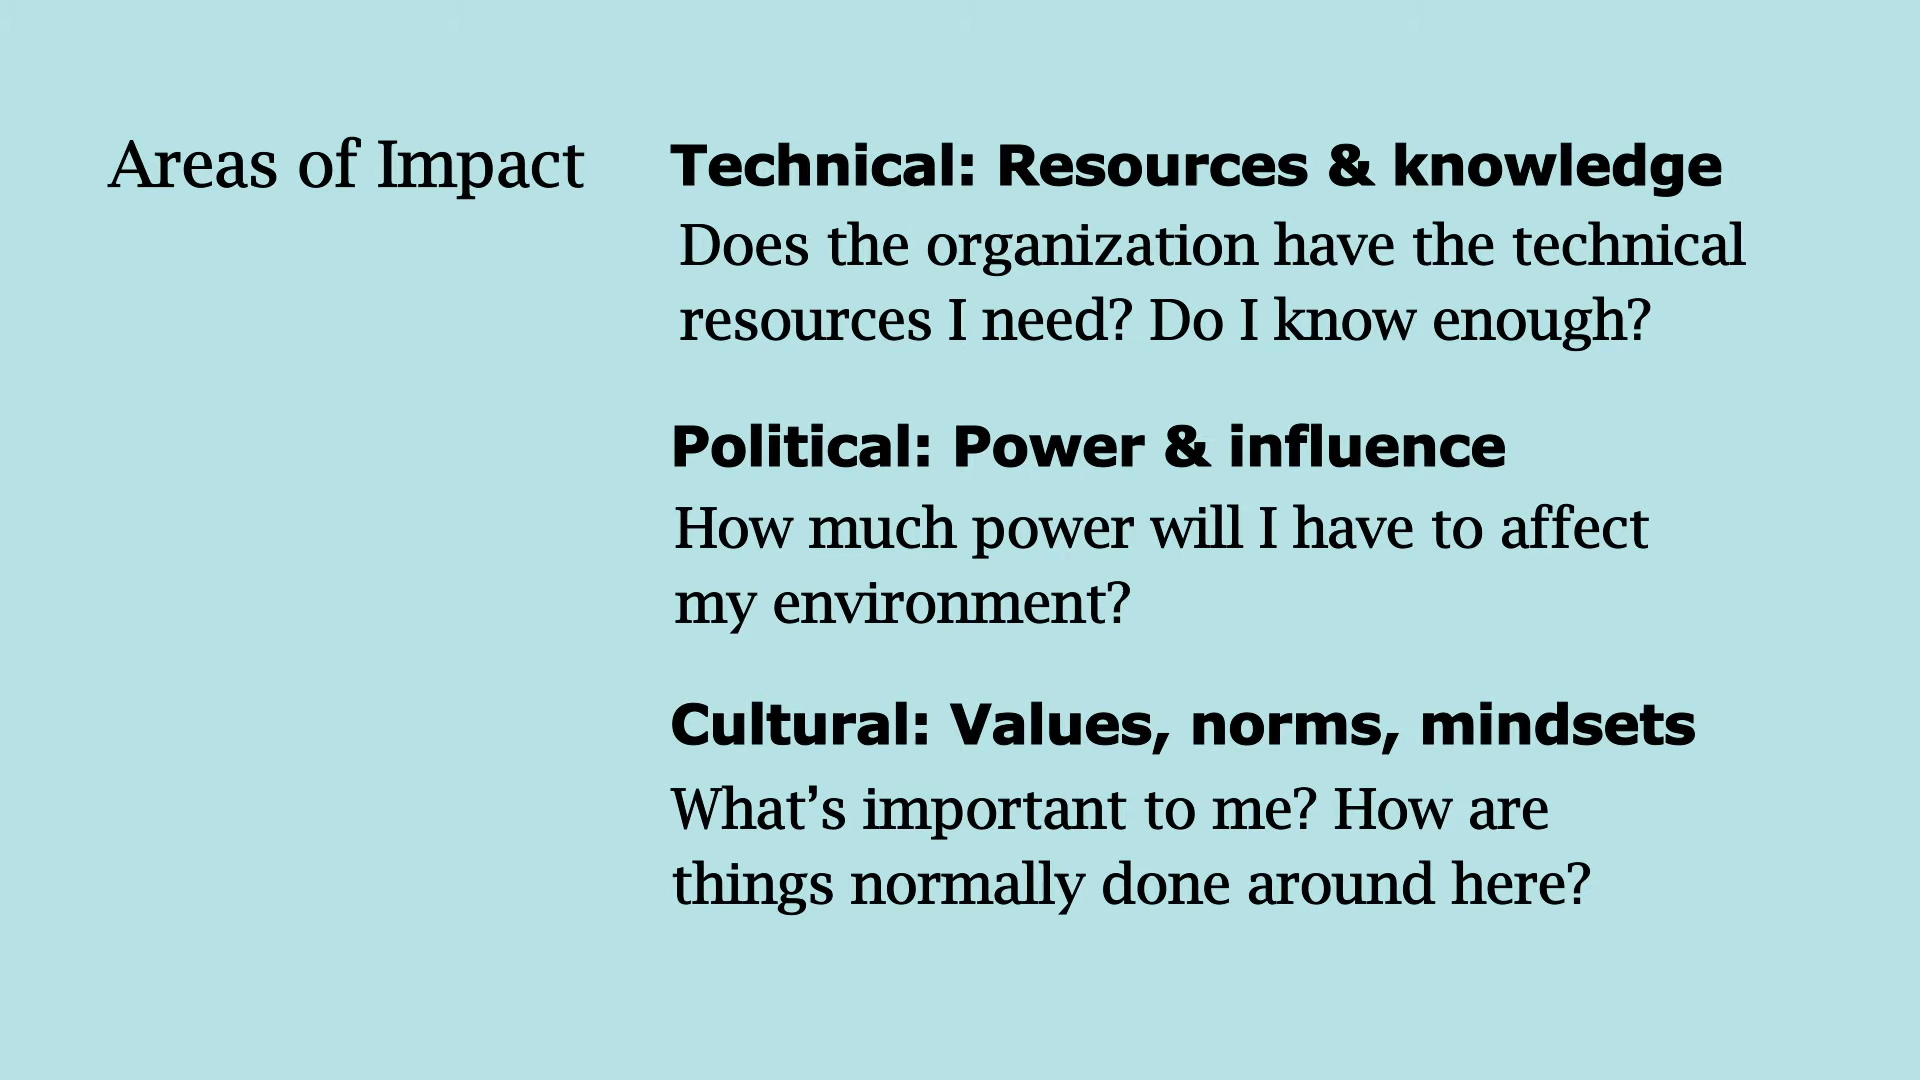 Areas of Impact
Technical: Resources & knowledge
Does the organization have the technical
resources I need? Do I know enough?
Political: Power & influence
How much power will I have to affect
my environment?
Cultural: Values, norms, mindsets
What’s important to me? How are
things normally done around here?